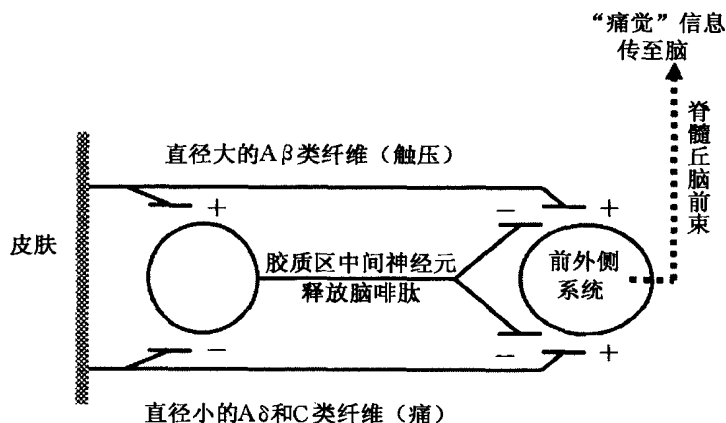 “痛觉”信息
传至脑
脊髓丘脑前束
直径大的Aβ类纤维（触压）
+
− +
皮肤
胶质区中间神经元
释放脑啡肽
前外侧
系统
−
− +
直径小的Aδ和C类纤维（痛）